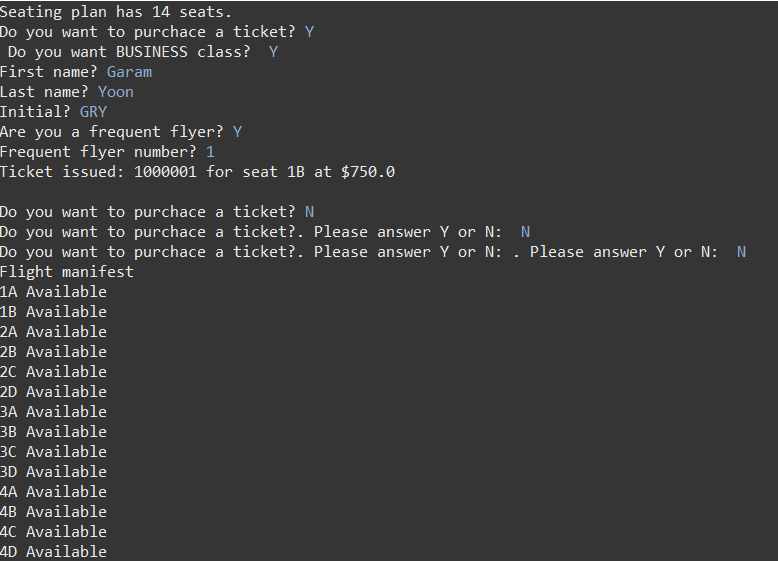 Seating plan has 14 seats.
Do you want to purchace a ticket? Y
Do you want BUSINESS class?  Y
First name? Garam
Last name? Yoon
Initial? GRY
Are you a frequent flyer? Y
Frequent flyer number? 1
Ticket issued: 1000001 for seat 1B at $750.0
Do you want to purchace a ticket? N
Do you want to purchace a ticket?. Please answer Y or N:  N
Do you want to purchace a ticket?. Please answer Y or N: . Please answer Y or N:  N
Flight manifest
1A Available
1B Available
2A Available
2B Available
2C Available
2D Available
3A Available
3B Available
3C Available
3D Available
4A Available
4B Available
4C Available
4D Available